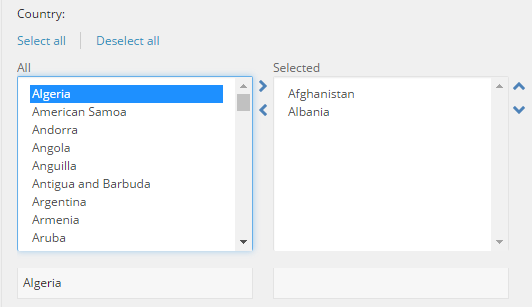 Country:
Select all
Deselect all
All
Algeria
American Samoa
Andorra
Angola
Anguilla
Antigua and Barbuda
Argentina
Armenia
Aruba
Algeria
Selected
Afghanistan
Albania